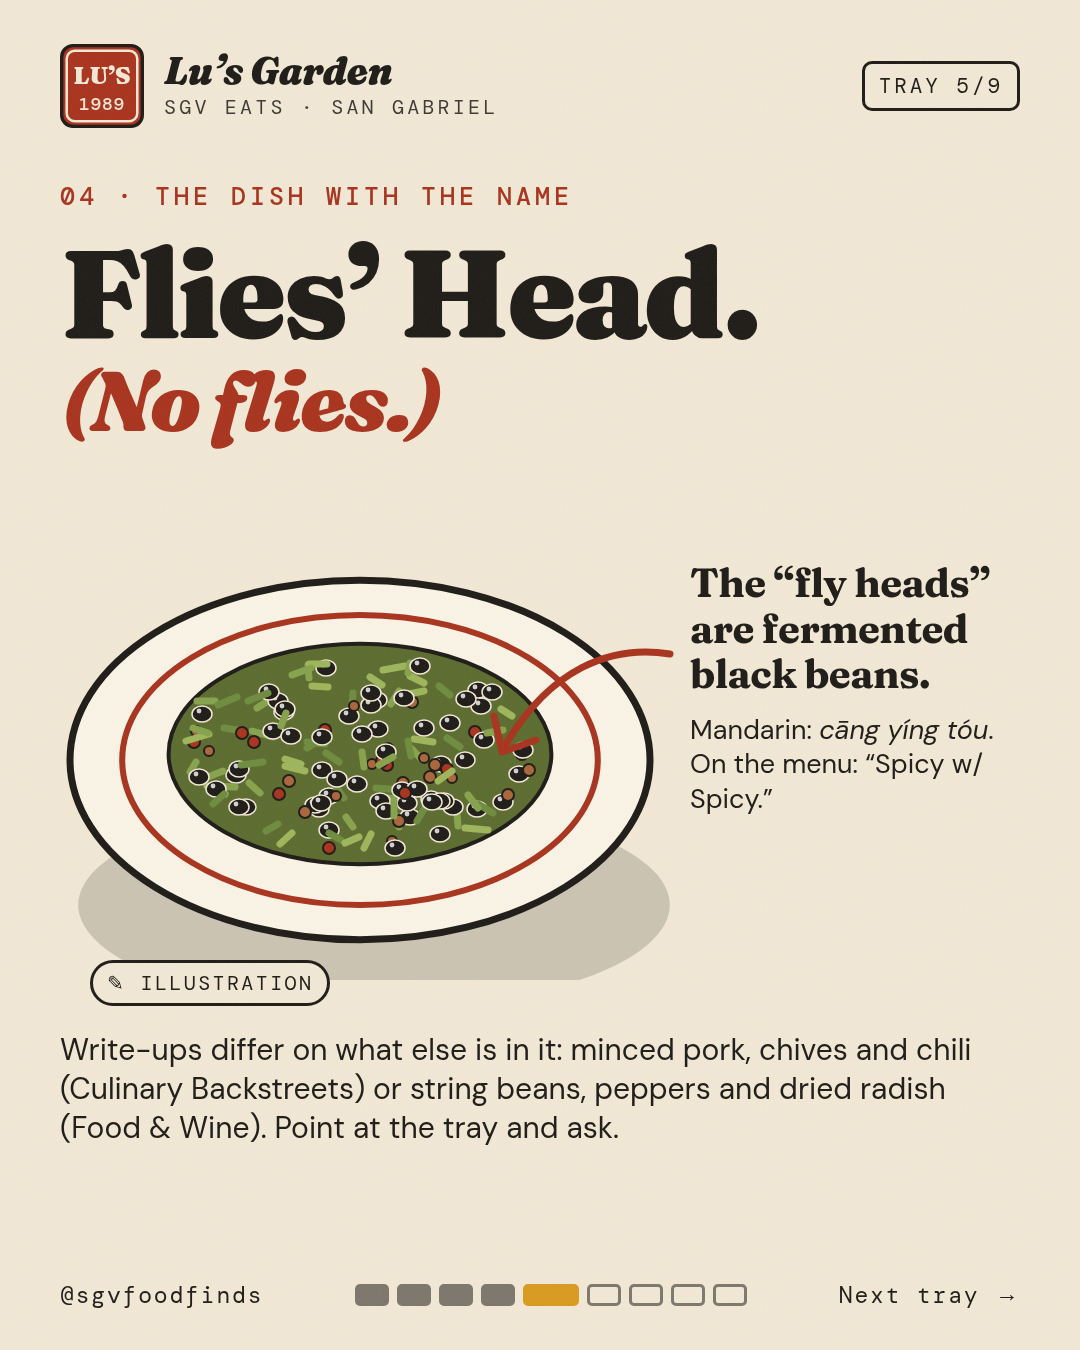 LU’S
1989
Lu’s Garden
SGV EATS · SAN GABRIEL
TRAY 5/9
04 · THE DISH WITH THE NAME
Flies’ Head.
(No flies.)
The “fly heads”
are fermented
black beans.
Mandarin: cāng yíng tóu.
On the menu: “Spicy w/
Spicy.”
✎ ILLUSTRATION
Write-ups differ on what else is in it: minced pork, chives and chili
(Culinary Backstreets) or string beans, peppers and dried radish
(Food & Wine). Point at the tray and ask.
@sgvfoodfinds
Next tray →